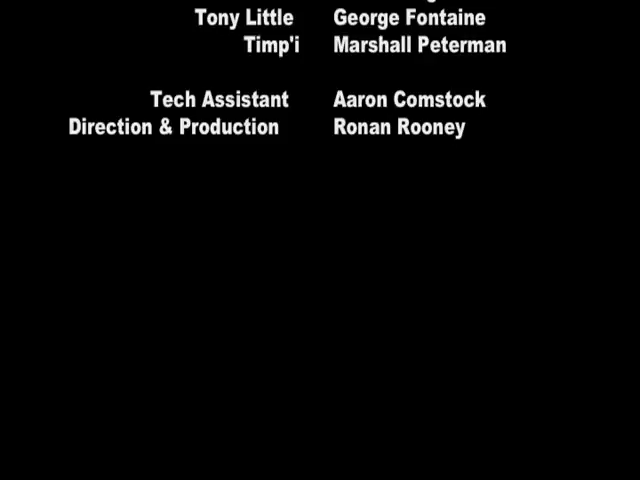 Tony Little George Fontaine
Timp'i Marshall Peterman
Tech Assistant Aaron Comstock
Direction & Production Ronan Rooney